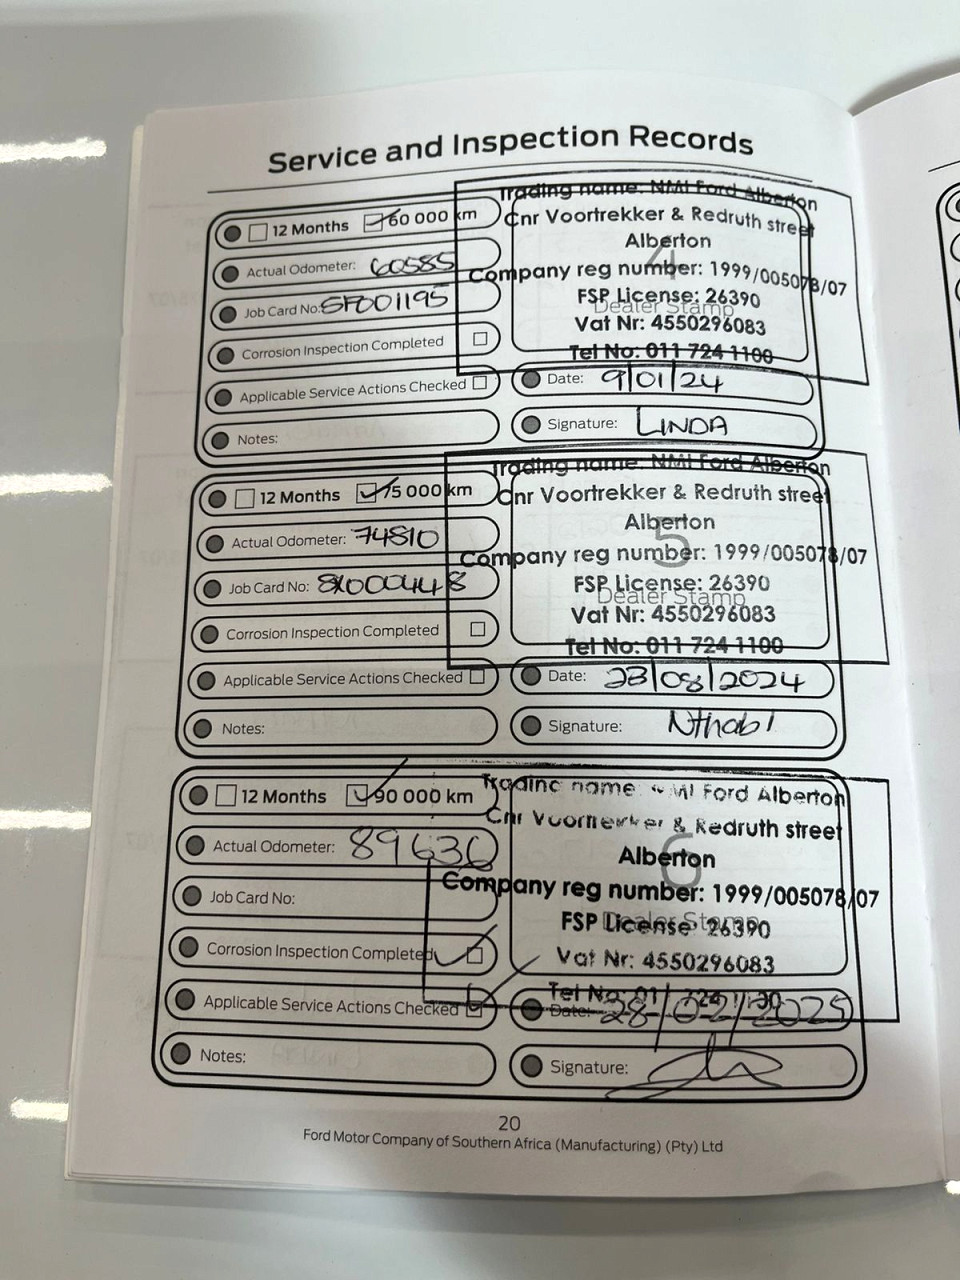 Service and Inspection Records
12 Months 60 000 km
Trading name: NMI Ford Alberton
Cnr Voortrekker & Redruth street
Alberton
4
Company reg number: 1999/005078/07
FSP License: 26390
Dealer Stamp
Vat Nr: 4550296083
Tel No: 011 724 1100
Actual Odometer: 60585
Job Card No: SF001195
Corrosion Inspection Completed
Applicable Service Actions Checked
Date: 9/01/24
Notes:
Signature: LINDA
12 Months 75 000 km
Trading name: NMI Ford Alberton
Cnr Voortrekker & Redruth street
Alberton
5
Company reg number: 1999/005078/07
FSP License: 26390
Dealer Stamp
Vat Nr: 4550296083
Tel No: 011 724 1100
Actual Odometer: 74810
Job Card No:
Corrosion Inspection Completed
Applicable Service Actions Checked
Date: 23/08/2024
Notes:
Signature: Nthabi
12 Months 90 000 km
Trading name: NMI Ford Alberton
Cnr Voortrekker & Redruth street
Alberton
6
Company reg number: 1999/005078/07
FSP License: 26390
Dealer Stamp
Vat Nr: 4550296083
Tel No: 011 724 1100
Actual Odometer: 89636
Job Card No:
Corrosion Inspection Completed
Applicable Service Actions Checked
Date: 28/02/2025
Notes:
Signature:
20
Ford Motor Company of Southern Africa (Manufacturing) (Pty) Ltd